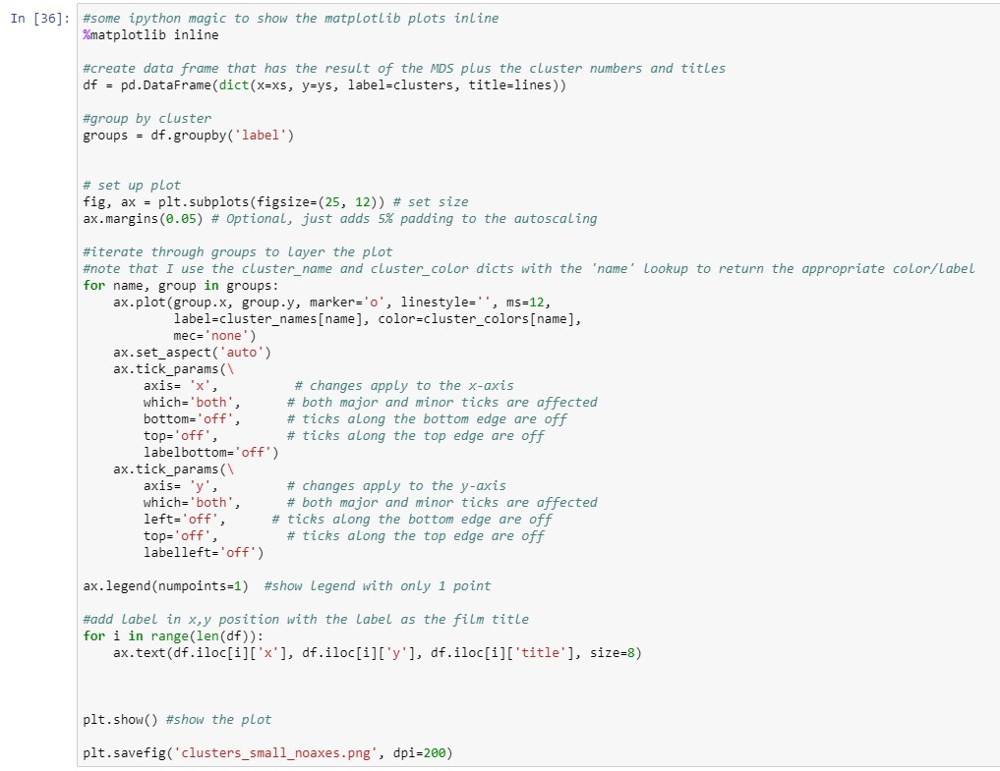 In [36]: #some ipython magic to show the matplotlib plots inline
%matplotlib inline

#create data frame that has the result of the MDS plus the cluster numbers and titles
df = pd.DataFrame(dict(x=xs, y=ys, label=clusters, title=lines))

#group by cluster
groups = df.groupby('label')


# set up plot
fig, ax = plt.subplots(figsize=(25, 12)) # set size
ax.margins(0.05) # Optional, just adds 5% padding to the autoscaling

#iterate through groups to layer the plot
#note that I use the cluster_name and cluster_color dicts with the 'name' lookup to return the appropriate color/label
for name, group in groups:
    ax.plot(group.x, group.y, marker='o', linestyle='', ms=12,
            label=cluster_names[name], color=cluster_colors[name],
            mec='none')
    ax.set_aspect('auto')
    ax.tick_params(\
        axis= 'x',          # changes apply to the x-axis
        which='both',      # both major and minor ticks are affected
        bottom='off',      # ticks along the bottom edge are off
        top='off',         # ticks along the top edge are off
        labelbottom='off')
    ax.tick_params(\
        axis= 'y',         # changes apply to the y-axis
        which='both',      # both major and minor ticks are affected
        left='off',      # ticks along the bottom edge are off
        top='off',         # ticks along the top edge are off
        labelleft='off')

ax.legend(numpoints=1)  #show legend with only 1 point

#add label in x,y position with the label as the film title
for i in range(len(df)):
    ax.text(df.iloc[i]['x'], df.iloc[i]['y'], df.iloc[i]['title'], size=8)



plt.show() #show the plot

plt.savefig('clusters_small_noaxes.png', dpi=200)